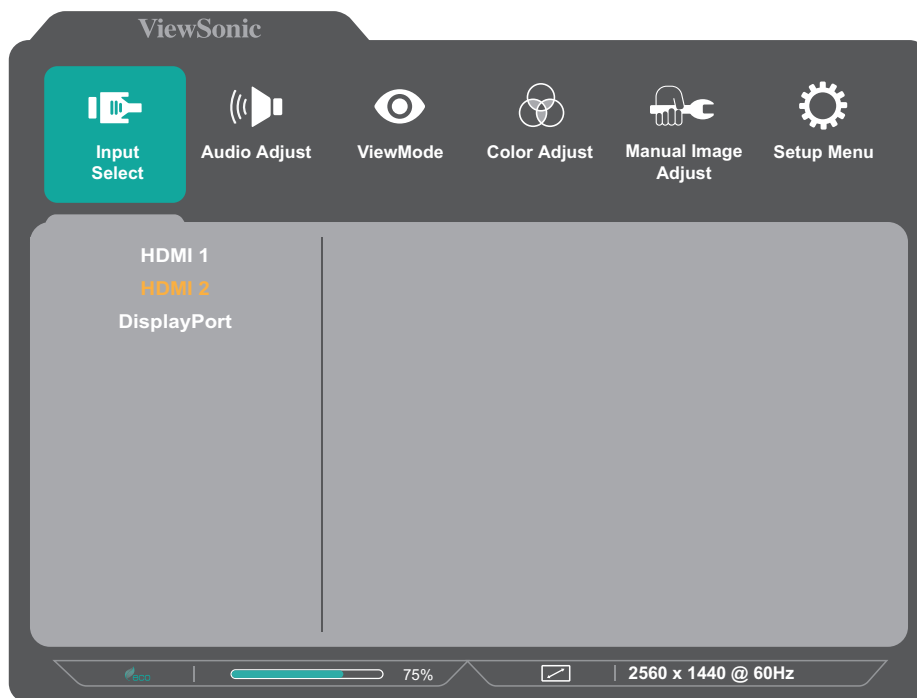 ViewSonic
Input
Select
Audio Adjust
ViewMode
Color Adjust
Manual Image
Adjust
Setup Menu
HDMI 1
HDMI 2
DisplayPort
eco
75%
2560 x 1440 @ 60Hz